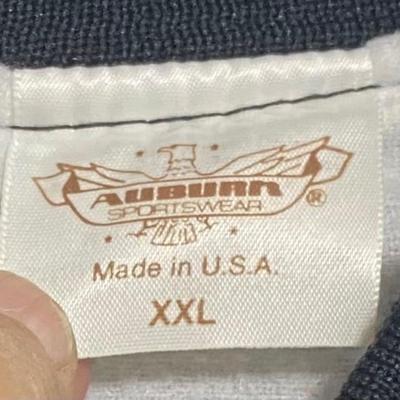 AUBURN
SPORTSWEAR
®
Made in U.S.A.
XXL